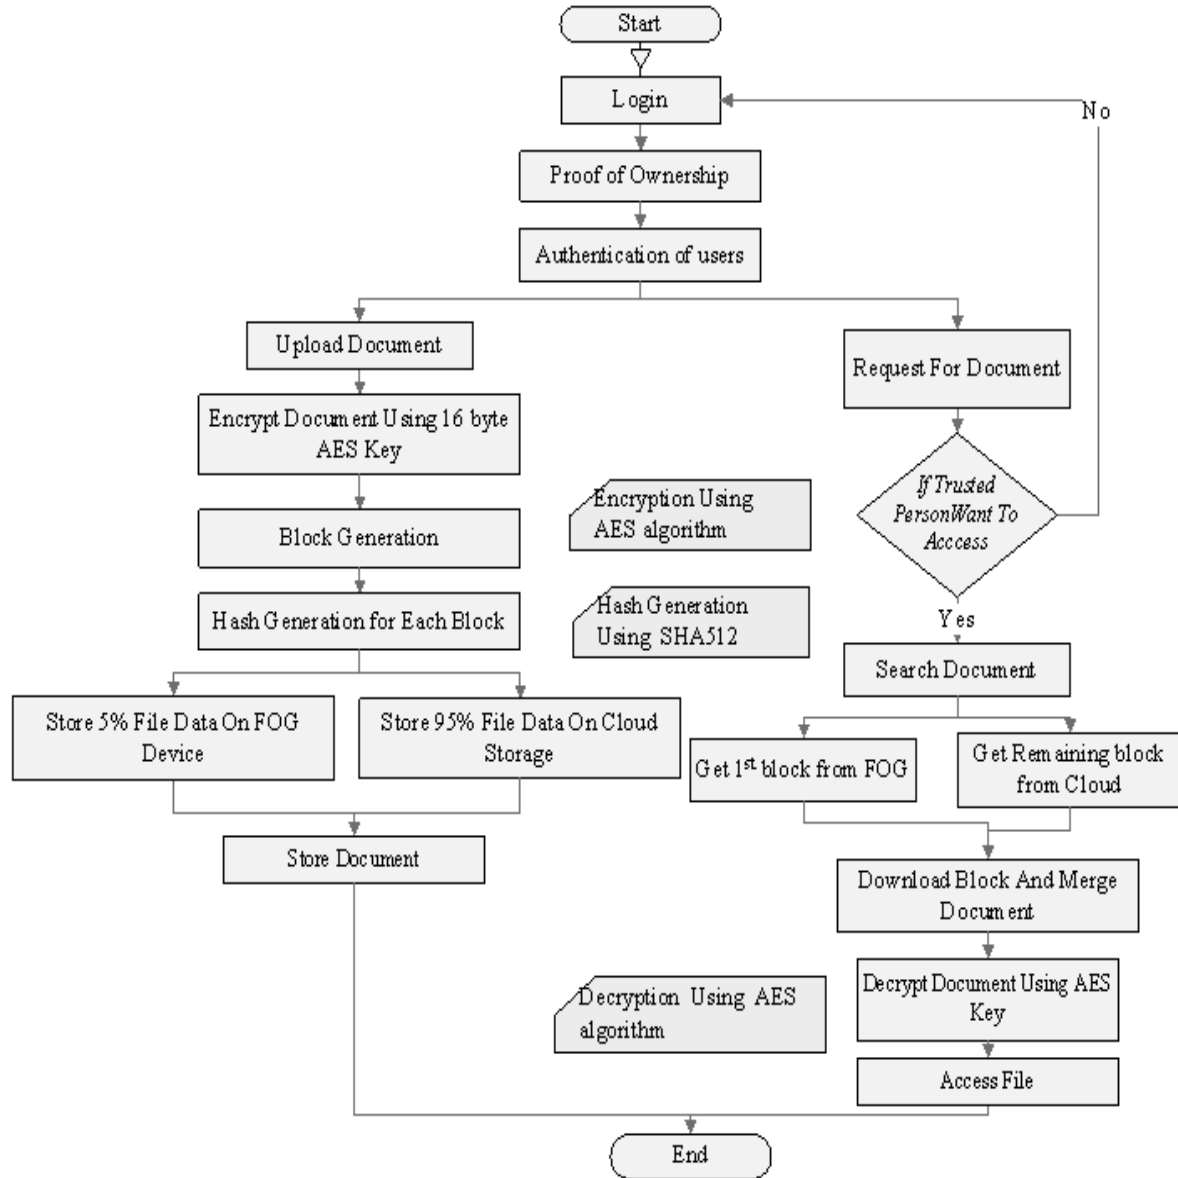 Start
Login
No
Proof of Ownership
Authentication of users
Upload Document
Request For Document
Encrypt Document Using 16 byte
AES Key
If Trusted
PersonWant To
Acccess
Encryption Using
AES algorithm
Block Generation
Hash Generation for Each Block
Hash Generation
Using SHA512
Yes
Search Document
Store 5% File Data On FOG
Device
Store 95% File Data On Cloud
Storage
Get 1st block from FOG
Get Remaining block
from Cloud
Store Document
Download Block And Merge
Document
Decryption Using AES
algorithm
Decrypt Document Using AES
Key
Access File
End